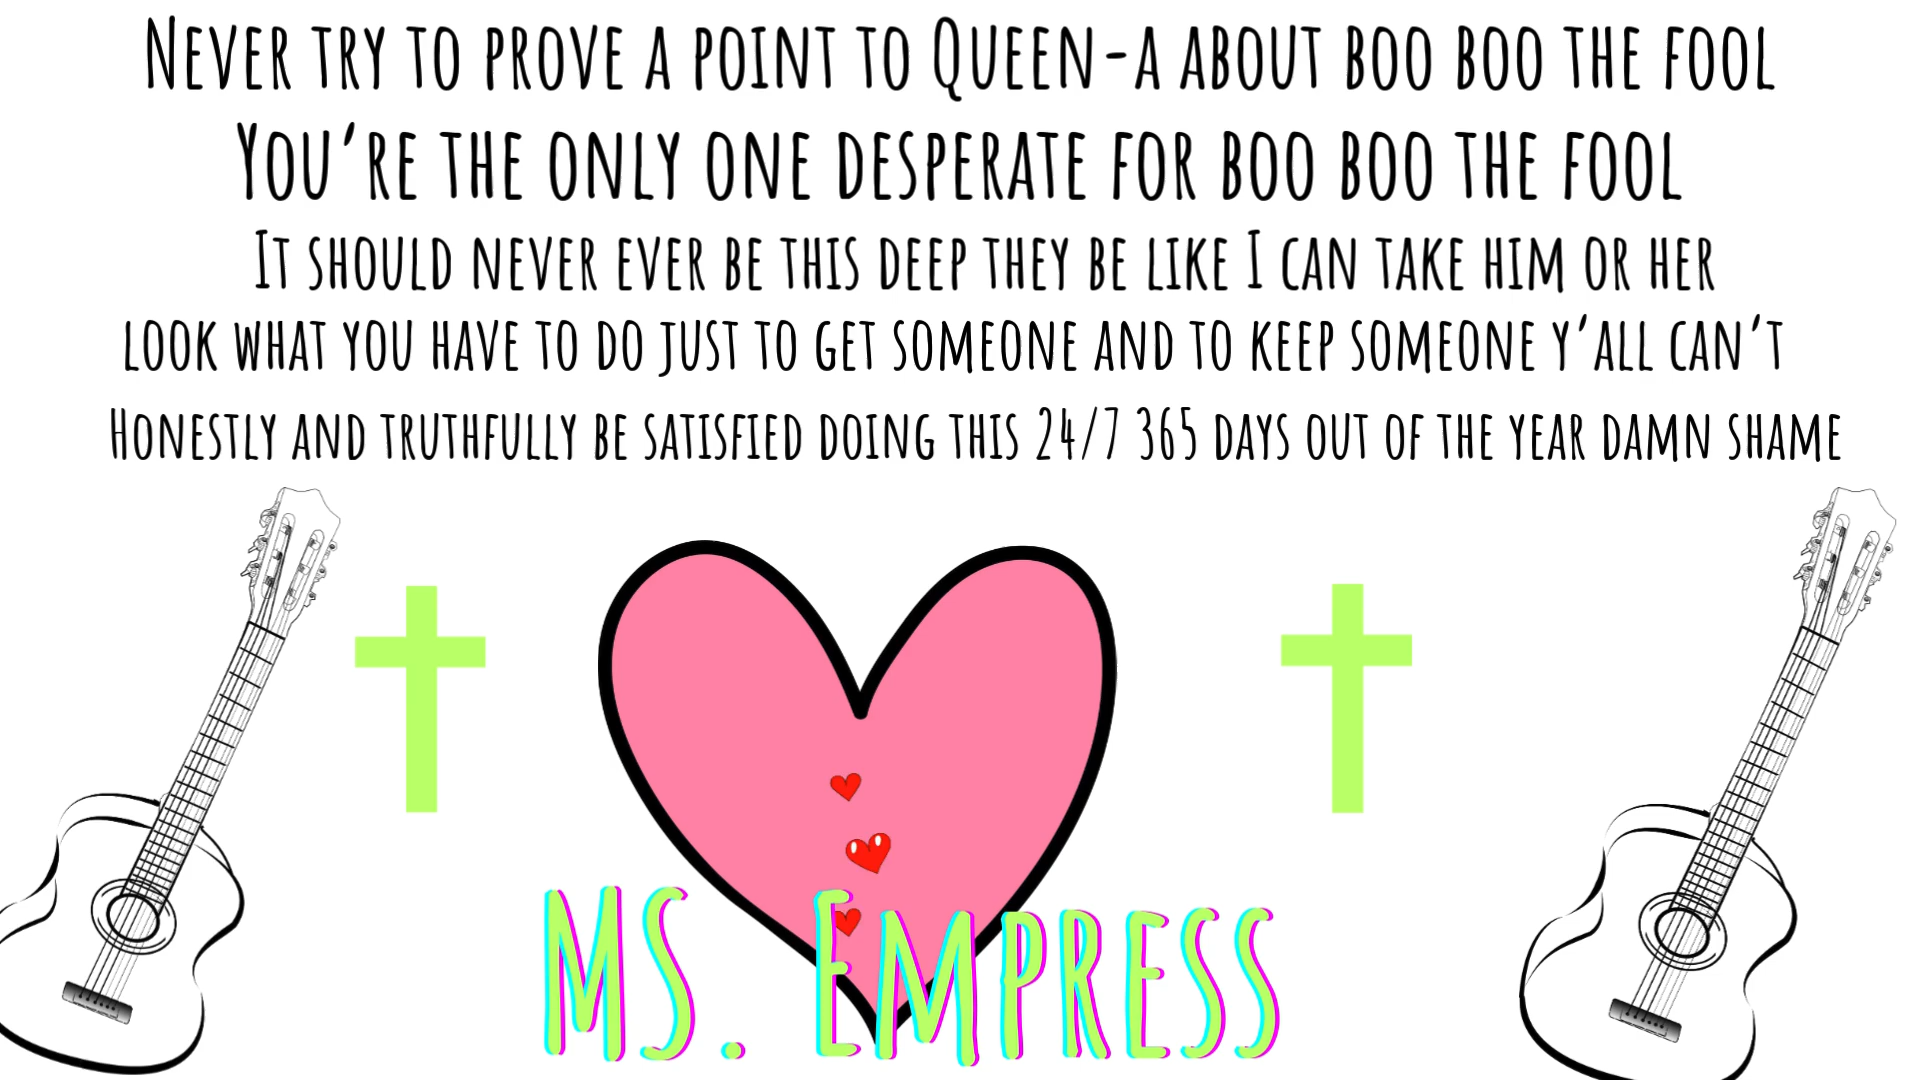 Never try to prove a point to Queen-A about boo boo the fool
You're the only one desperate for boo boo the fool
It should never ever be this deep they be like I can take him or her
look what you have to do just to get someone and to keep someone y'all can't
Honestly and truthfully be satisfied doing this 24/7 365 days out of the year damn shame
Ms. Empress